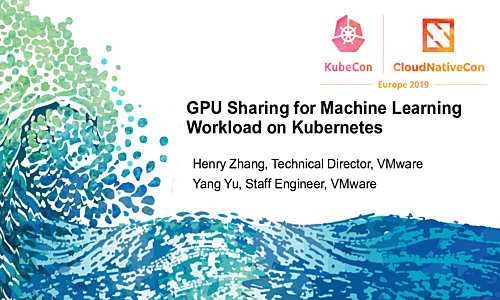 KubeCon
CloudNativeCon
Europe 2019
GPU Sharing for Machine Learning
Workload on Kubernetes
Henry Zhang, Technical Director, VMware
Yang Yu, Staff Engineer, VMware